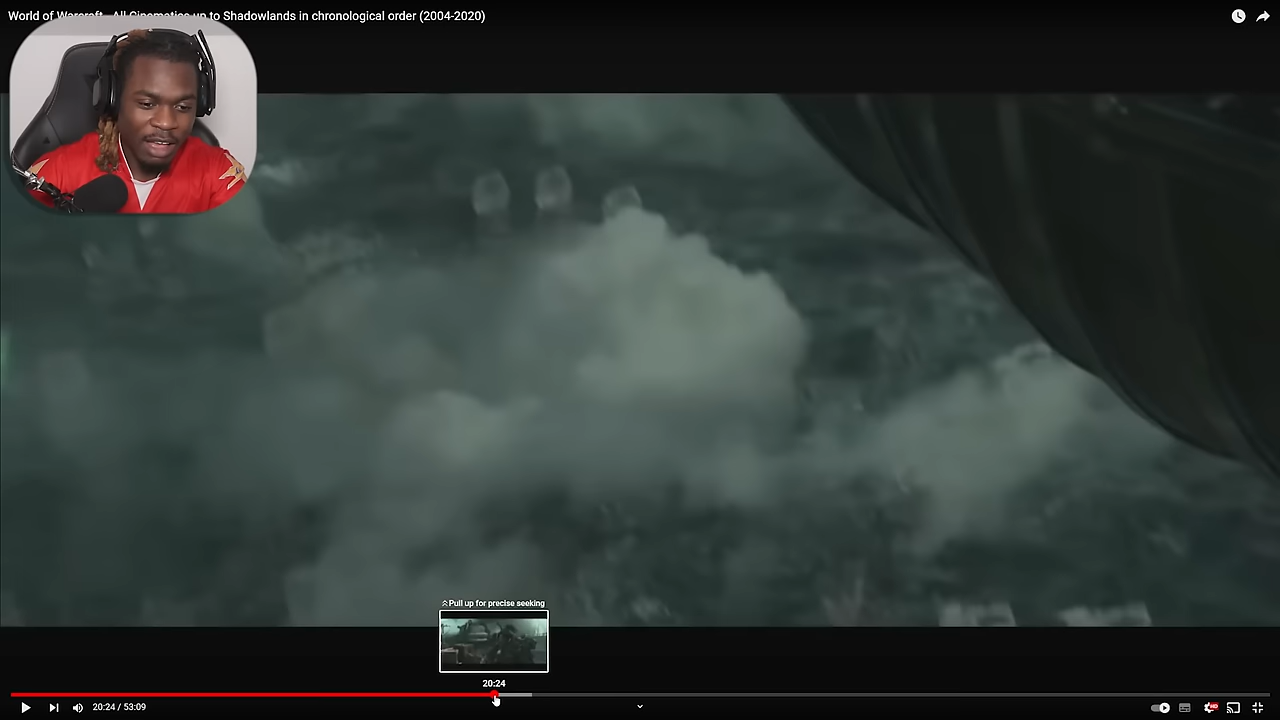 World of Warcraft - All Cinematics up to Shadowlands in chronological order (2004-2020)
Pull up for precise seeking
20:24
20:24 / 53:09
HD